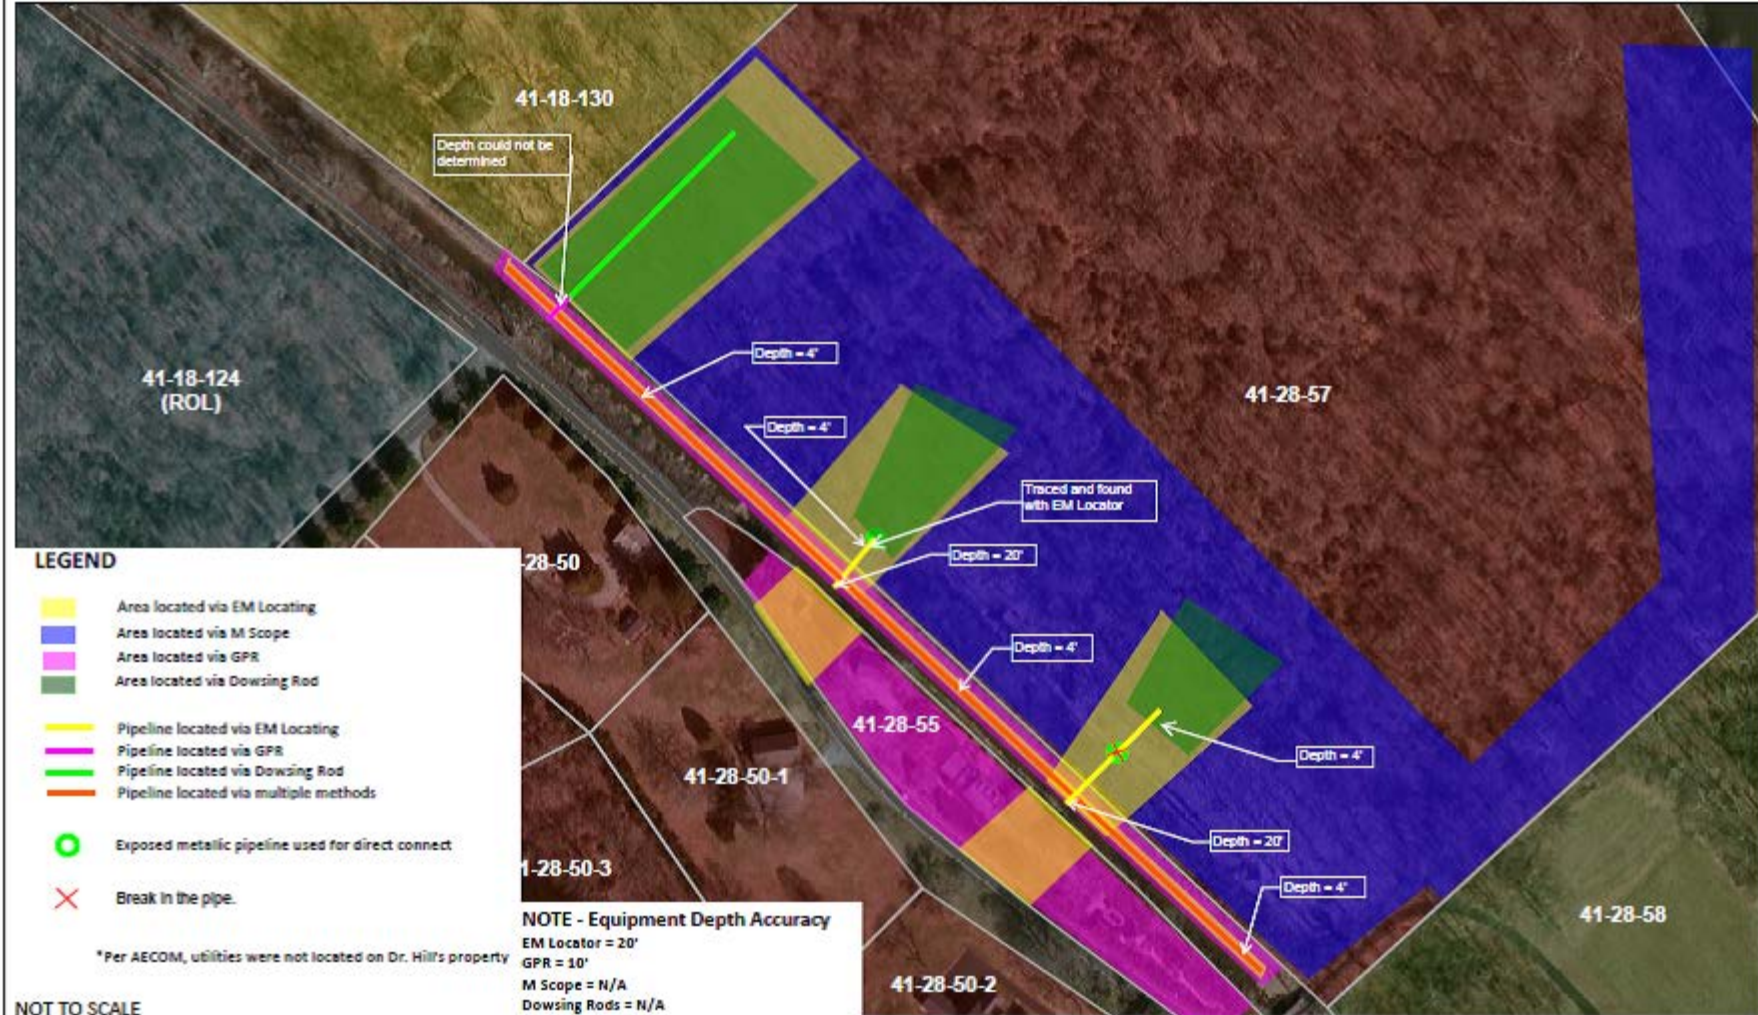 41-18-130
Depth could not be
determined
41-18-124
(ROL)
Depth = 4'
41-28-57
Depth = 4'
Traced and found
with EM Locator
Depth = 20'
-28-50
Depth = 4'
41-28-55
Depth = 4'
41-28-50-1
Depth = 20'
1-28-50-3
Depth = 4'
41-28-58
41-28-50-2
LEGEND
Area located via EM Locating
Area located via M Scope
Area located via GPR
Area located via Dowsing Rod
Pipeline located via EM Locating
Pipeline located via GPR
Pipeline located via Dowsing Rod
Pipeline located via multiple methods
Exposed metallic pipeline used for direct connect
Break in the pipe.
*Per AECOM, utilities were not located on Dr. Hill's property
NOT TO SCALE
NOTE - Equipment Depth Accuracy
EM Locator = 20'
GPR = 10'
M Scope = N/A
Dowsing Rods = N/A